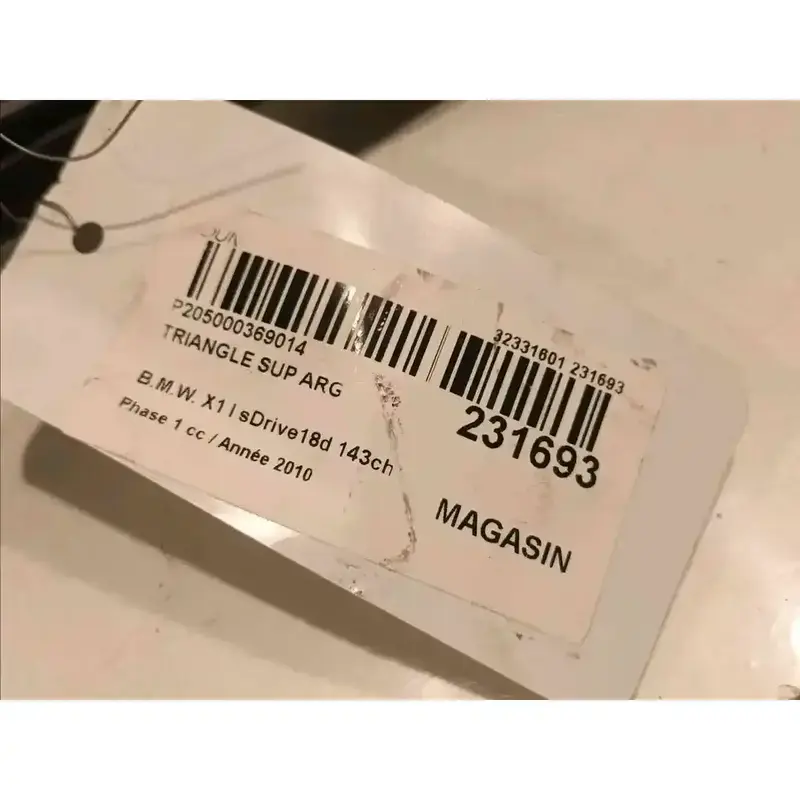 P205000369014
32331601 231693
TRIANGLE SUP ARG
231693
B.M.W. X1 I sDrive18d 143ch
Phase 1 cc / Année 2010
MAGASIN